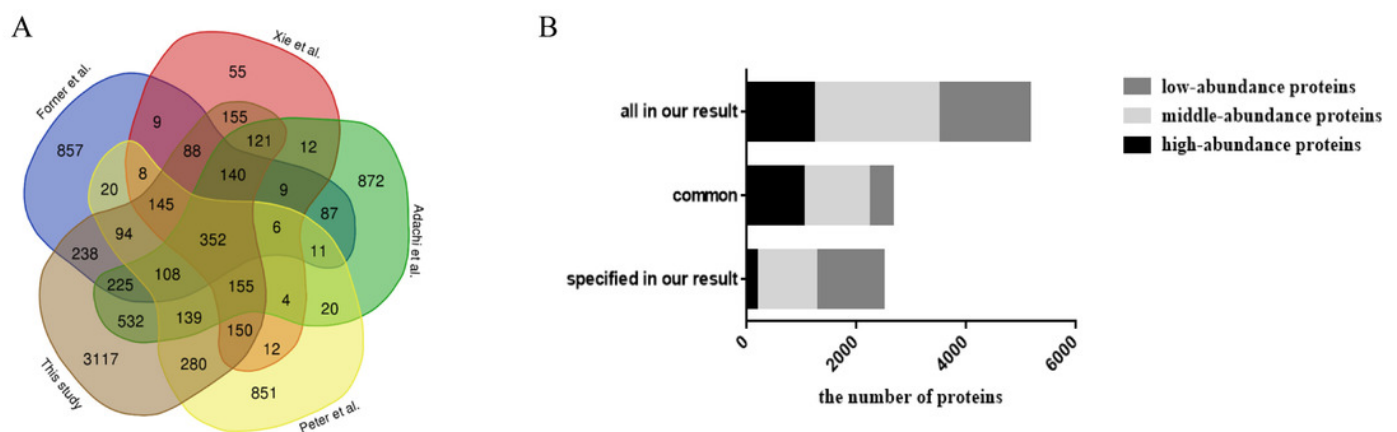 A
Xie et al.
Forner et al.
Adachi et al.
Peter et al.
This study
55
9
155
12
857
88
121
872
8
140
9
20
145
87
6
94
352
11
238
108
225
155
4
20
532
139
150
3117
280
12
851
B
all in our result
common
specified in our result
0
2000
4000
6000
the number of proteins
low-abundance proteins
middle-abundance proteins
high-abundance proteins